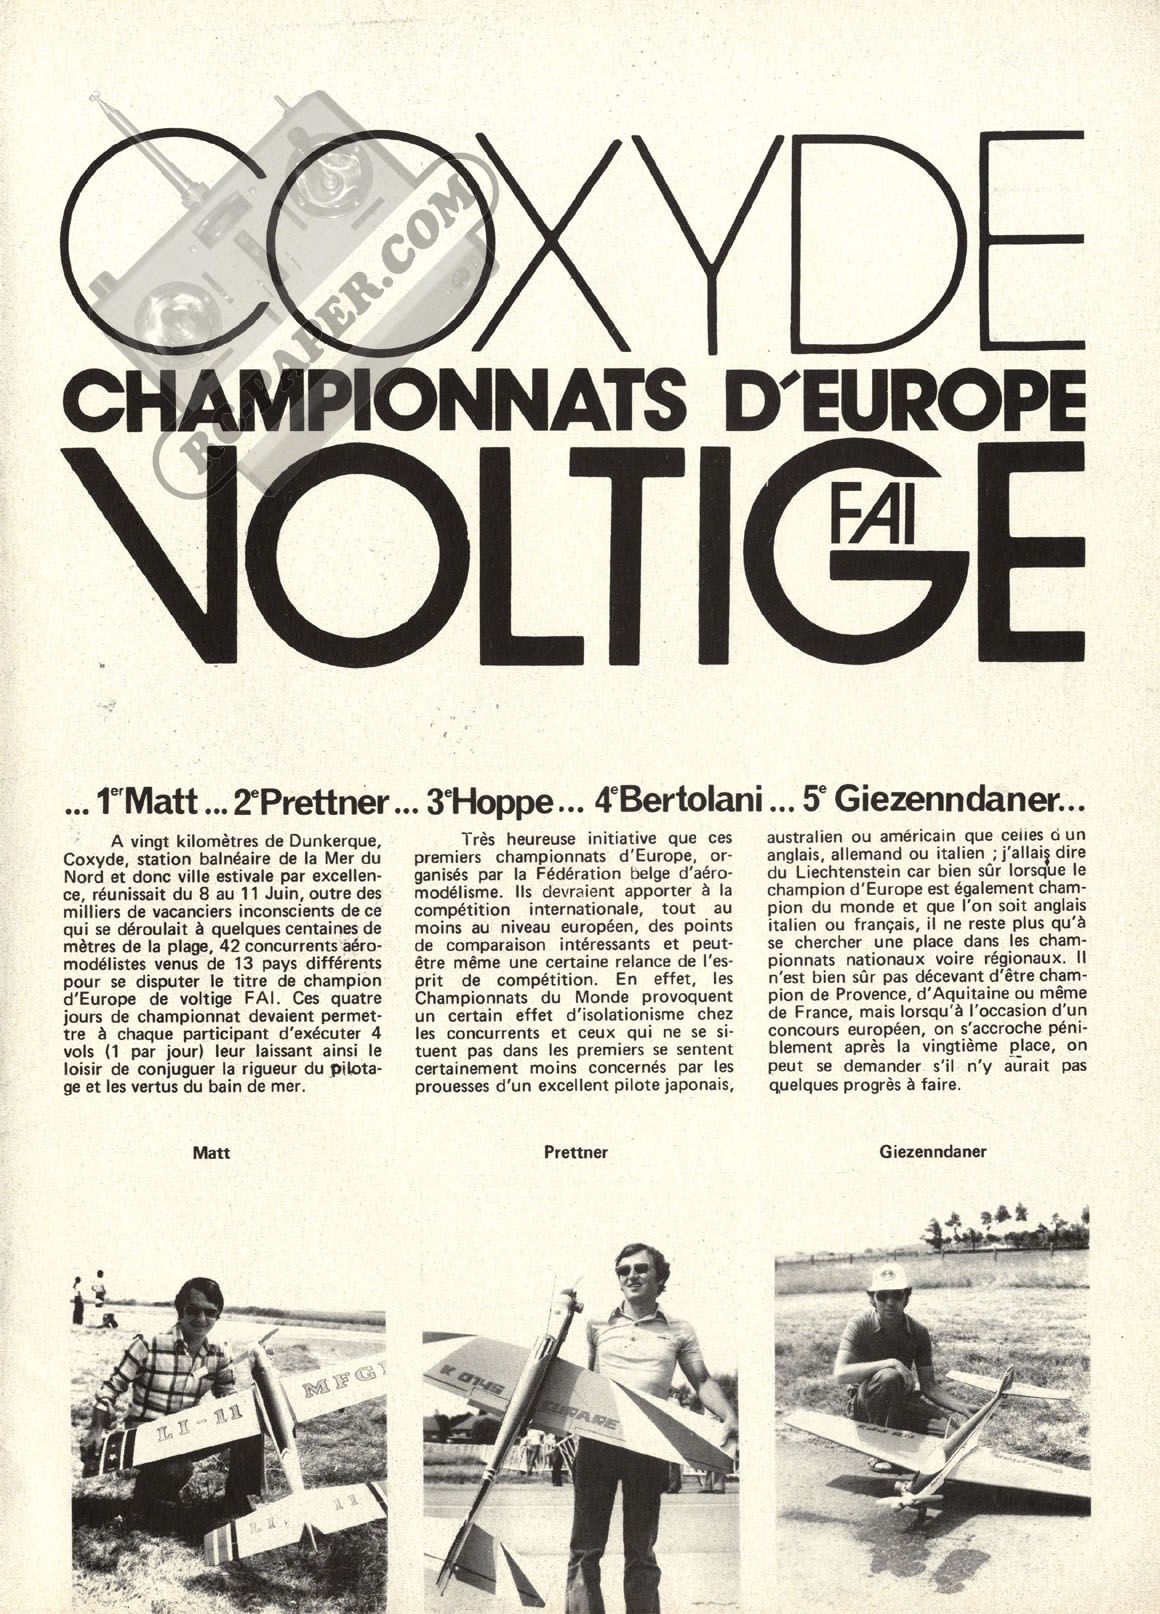 COXYDE
RC-PAPER.COM
CHAMPIONNATS D'EUROPE
VOLTIGE
FAI
... 1er Matt ... 2e Prettner ... 3e Hoppe ... 4e Bertolani ... 5e Giezenndaner...
A vingt kilomètres de Dunkerque,
Coxyde, station balnéaire de la Mer du
Nord et donc ville estivale par excellen-
ce, réunissait du 8 au 11 Juin, outre des
milliers de vacanciers inconscients de ce
qui se déroulait à quelques centaines de
mètres de la plage, 42 concurrents aéro-
modélistes venus de 13 pays différents
pour se disputer le titre de champion
d'Europe de voltige FAI. Ces quatre
jours de championnat devaient permet-
tre à chaque participant d'exécuter 4
vols (1 par jour) leur laissant ainsi le
loisir de conjuguer la rigueur du pilota-
ge et les vertus du bain de mer.
Très heureuse initiative que ces
premiers championnats d'Europe, or-
ganisés par la Fédération belge d'aéro-
modélisme. Ils devraient apporter à la
compétition internationale, tout au
moins au niveau européen, des points
de comparaison intéressants et peut-
être même une certaine relance de l'es-
prit de compétition. En effet, les
Championnats du Monde provoquent
un certain effet d'isolationisme chez
les concurrents et ceux qui ne se si-
tuent pas dans les premiers se sentent
certainement moins concernés par les
prouesses d'un excellent pilote japonais,
australien ou américain que celles d'un
anglais, allemand ou italien ; j'allais dire
du Liechtenstein car bien sûr lorsque le
champion d'Europe est également cham-
pion du monde et que l'on soit anglais
italien ou français, il ne reste plus qu'à
se chercher une place dans les cham-
pionnats nationaux voire régionaux. Il
n'est bien sûr pas décevant d'être cham-
pion de Provence, d'Aquitaine ou même
de France, mais lorsqu'à l'occasion d'un
concours européen, on s'accroche péni-
blement après la vingtième place, on
peut se demander s'il n'y aurait pas
quelques progrès à faire.
Matt
Prettner
Giezenndaner
LI-11 MFG
LI. 11
K 0145
CURARE